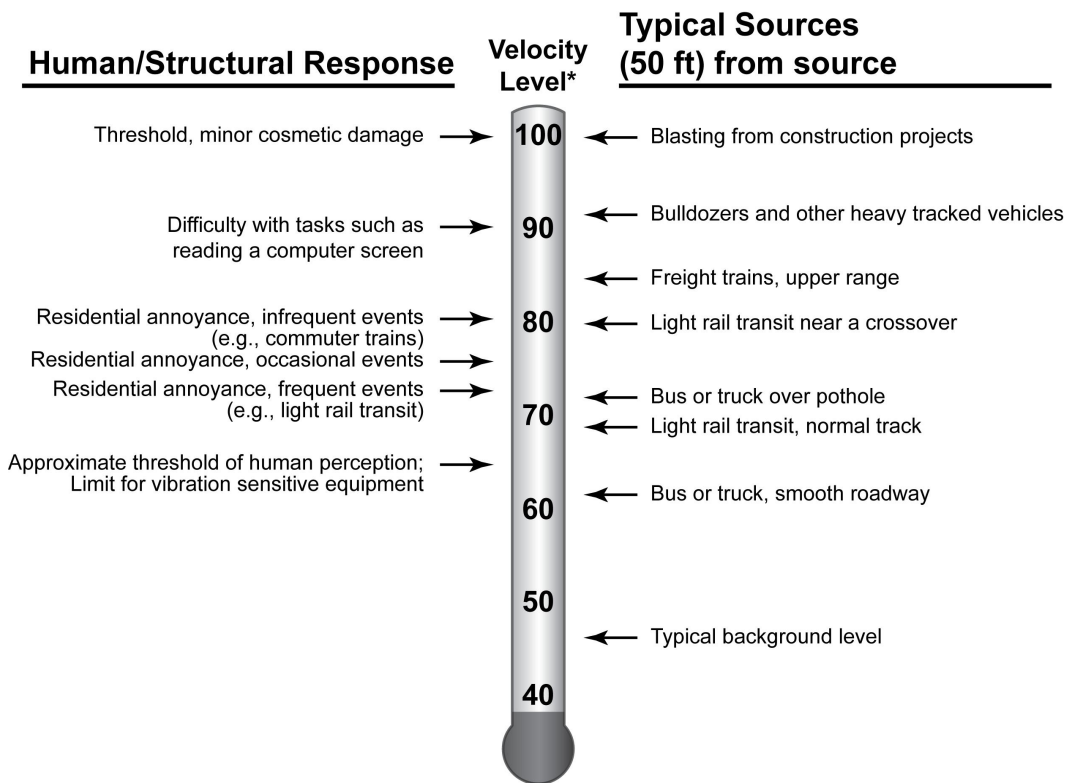 Human/Structural Response
Velocity
Level*
Typical Sources
(50 ft) from source
Threshold, minor cosmetic damage
100
Blasting from construction projects
Bulldozers and other heavy tracked vehicles
Difficulty with tasks such as
reading a computer screen
90
Freight trains, upper range
Residential annoyance, infrequent events
(e.g., commuter trains)
80
Light rail transit near a crossover
Residential annoyance, occasional events
Residential annoyance, frequent events
(e.g., light rail transit)
Bus or truck over pothole
70
Light rail transit, normal track
Approximate threshold of human perception;
Limit for vibration sensitive equipment
Bus or truck, smooth roadway
60
50
Typical background level
40